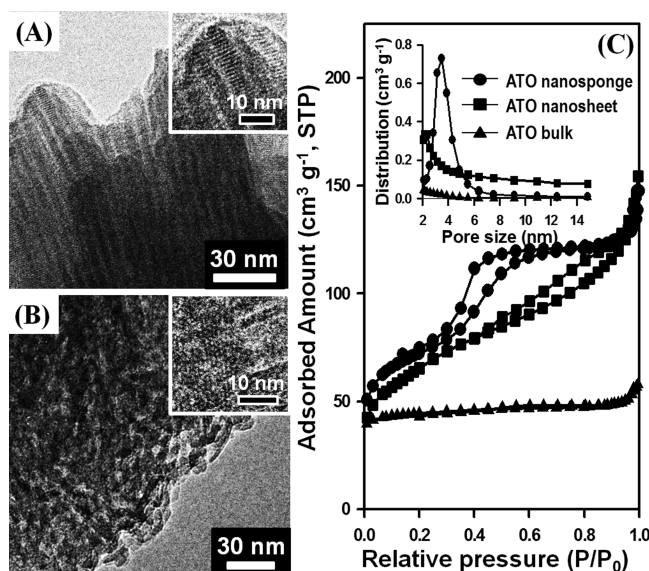 (A)
10 nm
30 nm
(B)
10 nm
30 nm
(C)
Adsorbed Amount (cm³ g⁻¹, STP)
200
150
100
50
0
0.0 0.2 0.4 0.6 0.8 1.0
Relative pressure (P/P₀)
Distribution (cm³ g⁻¹)
0.8
0.6
0.4
0.2
0.0
2 4 6 8 10 12 14
Pore size (nm)
ATO nanosponge
ATO nanosheet
ATO bulk